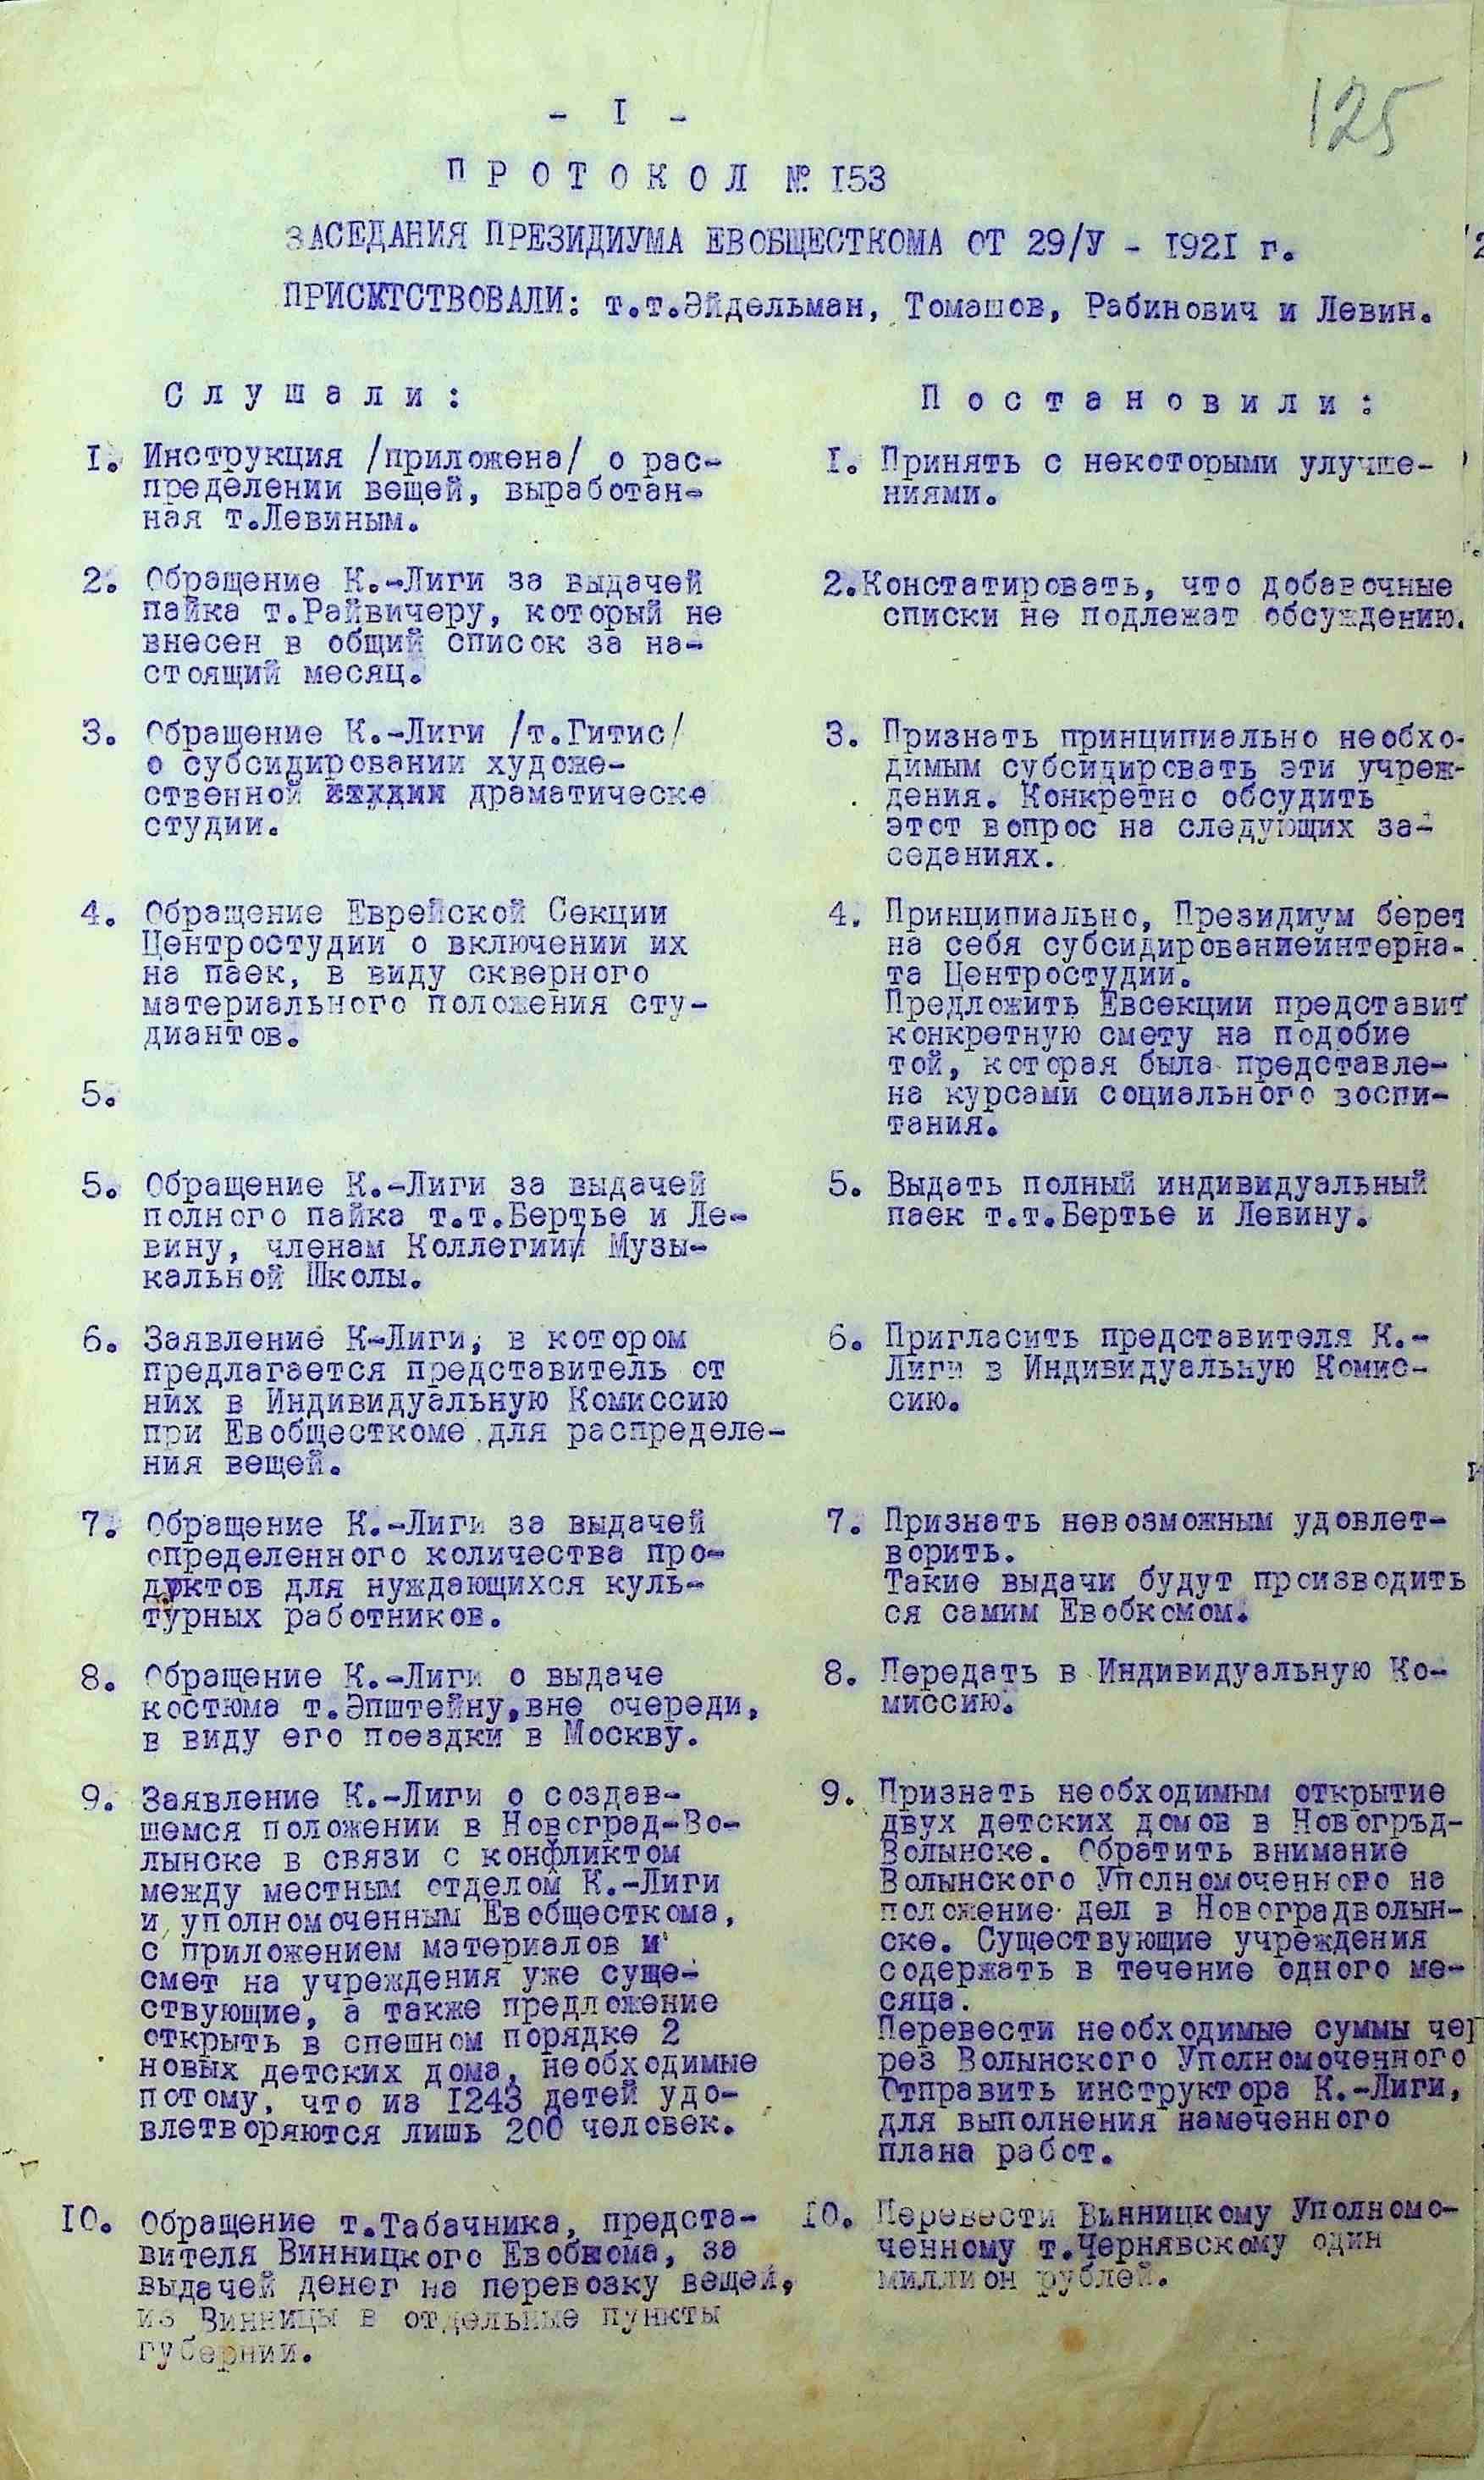 125
- I -
П Р О Т О К О Л № I53
ЗАСЕДАНИЯ ПРЕЗИДИУМА ЕВОБЩЕСТКОМА ОТ 29/У - I92I г.
ПРИСКТСТВОВАЛИ: т.т.Эйдельман, Томашов, Рабинович и Левин.
С л у ш а л и :
I. Инструкция /приложена/ о рас-
пределении вещей, выработан-
ная т.Левиным.
2. Обращение К.-Лиги за выдачей
пайка т.Райвичеру, который не
внесен в общий список за на-
стоящий месяц.
3. Обращение К.-Лиги /т.Гитис/
о субсидировании художе-
ственной драматическе
студии.
4. Обращение Еврейской Секции
Центростудии о включении их
на паек, в виду скверного
материального положения сту-
диантов.
5.
5. Обращение К.-Лиги за выдачей
полного пайка т.т.Бертье и Ле-
вину, членам Коллегии Музы-
кальной Школы.
6. Заявление К-Лиги, в котором
предлагается представитель от
них в Индивидуальную Комиссию
при Евобщесткоме для распределе-
ния вещей.
7. Обращение К.-Лиги за выдачей
определенного количества про-
дуктов для нуждающихся куль-
турных работников.
8. Обращение К.-Лиги о выдаче
костюма т.Эпштейну,вне очереди,
в виду его поездки в Москву.
9. Заявление К.-Лиги о создав-
шемся положении в Новоград-Во-
лынске в связи с конфликтом
между местным отделом К.-Лиги
и уполномоченным Евобщесткома,
с приложением материалов и
смет на учреждения уже суще-
ствующие, а также предложение
открыть в спешном порядке 2
новых детских дома, необходимые
потому, что из I243 детей удо-
влетворяются лишь 200 человек.
IO. Обращение т.Табачника, предста-
вителя Винницкого Евобкома, за
выдачей денег на перевозку вещей,
из Винницы в отдельные пункты
губернии.
П о с т а н о в и л и :
I. Принять с некоторыми улучше-
ниями.
2.Констатировать, что добавочные
списки не подлежат обсуждению.
3. Признать принципиально необхо-
димым субсидировать эти учреж-
дения. Конкретно обсудить
этот вопрос на следующих за-
седаниях.
4. Принципиально, Президиум берет
на себя субсидированиеинтерна-
та Центростудии.
Предложить Евсекции представит
конкретную смету на подобие
той, которая была представле-
на курсами социального воспи-
тания.
5. Выдать полный индивидуальный
паек т.т.Бертье и Левину.
6. Пригласить представителя К.-
Лиги в Индивидуальную Комис-
сию.
7. Признать невозможным удовлет-
ворить.
Такие выдачи будут производить
ся самим Евобкомом.
8. Передать в Индивидуальную Ко-
миссию.
9. Признать необходимым открытие
двух детских домов в Новогръд-
Волынске. Обратить внимание
Волынского Уполномоченного на
положение дел в Новоградволын-
ске. Существующие учреждения
содержать в течение одного ме-
сяца.
Перевести необходимые суммы че
рез Волынского Уполномоченного
Отправить инструктора К.-Лиги,
для выполнения намеченного
плана работ.
IO. Перевести Винницкому Уполномо-
ченному т.Чернявскому один
миллион рублей.